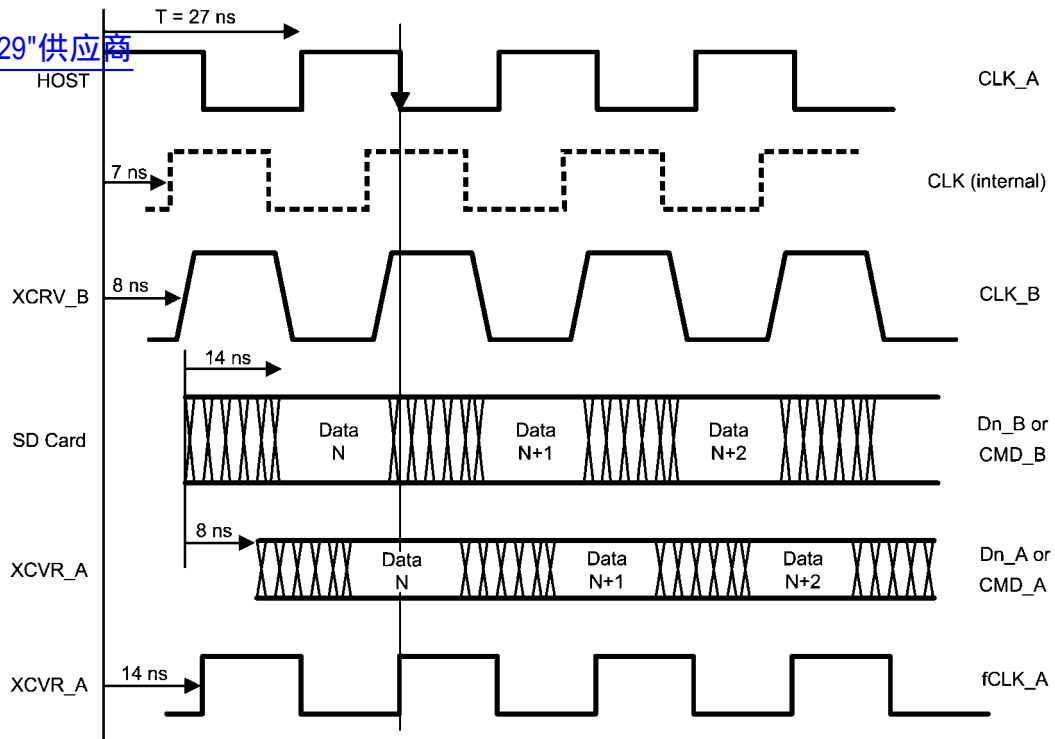 T = 27 ns
29"供应商
HOST
CLK_A
7 ns
CLK (internal)
8 ns
XCRV_B
CLK_B
14 ns
SD Card
Data
N
Data
N+1
Data
N+2
Dn_B or
CMD_B
8 ns
XCVR_A
Data
N
Data
N+1
Data
N+2
Dn_A or
CMD_A
14 ns
XCVR_A
fCLK_A